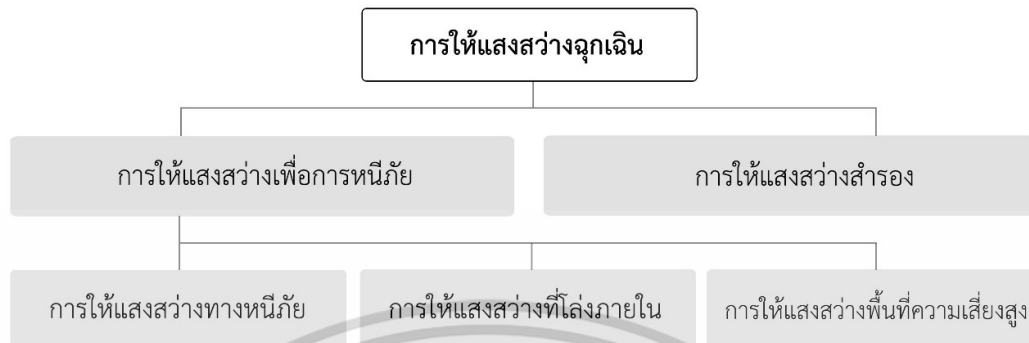 การให้แสงสว่างฉุกเฉิน
การให้แสงสว่างเพื่อการหนีภัย
การให้แสงสว่างสำรอง
การให้แสงสว่างทางหนีภัย
การให้แสงสว่างที่โล่งภายใน
การให้แสงสว่างพื้นที่ความเสี่ยงสูง